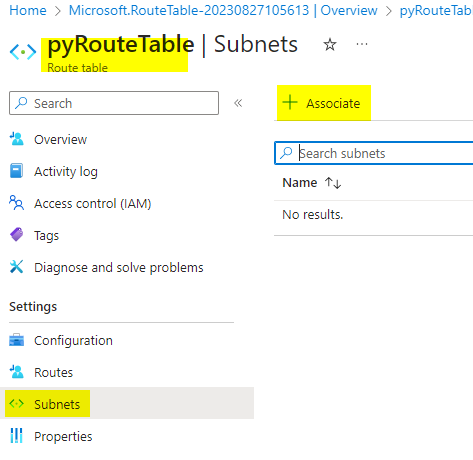 Home > Microsoft.RouteTable-20230827105613 | Overview > pyRouteTab
pyRouteTable | Subnets ☆ ...
Route table
Search «
+ Associate
Overview
Search subnets
Activity log
Name ↑↓
Access control (IAM)
No results.
Tags
Diagnose and solve problems
Settings
Configuration
Routes
Subnets
Properties